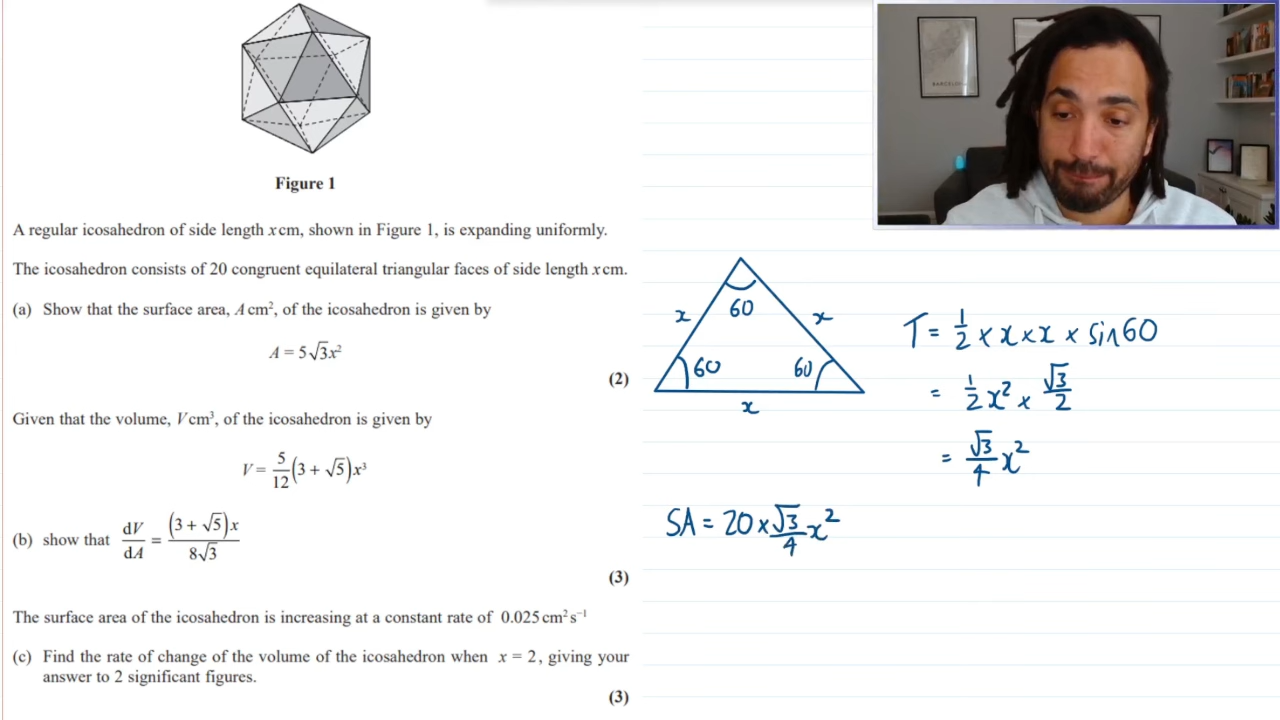 BARCELONA
Figure 1
A regular icosahedron of side length x cm, shown in Figure 1, is expanding uniformly.
The icosahedron consists of 20 congruent equilateral triangular faces of side length x cm.
(a) Show that the surface area, A cm², of the icosahedron is given by
A = 5√3x²
(2)
Given that the volume, V cm³, of the icosahedron is given by
V = 5/12 (3 + √5)x³
(b) show that dV/dA = (3 + √5)x / 8√3
(3)
The surface area of the icosahedron is increasing at a constant rate of 0.025 cm² s⁻¹
(c) Find the rate of change of the volume of the icosahedron when x = 2, giving your
answer to 2 significant figures.
(3)
60
x
x
60
60
x
T = 1/2 × x × x × sin60
= 1/2 x² × √3/2
= √3/4 x²
SA = 20 × √3/4 x²